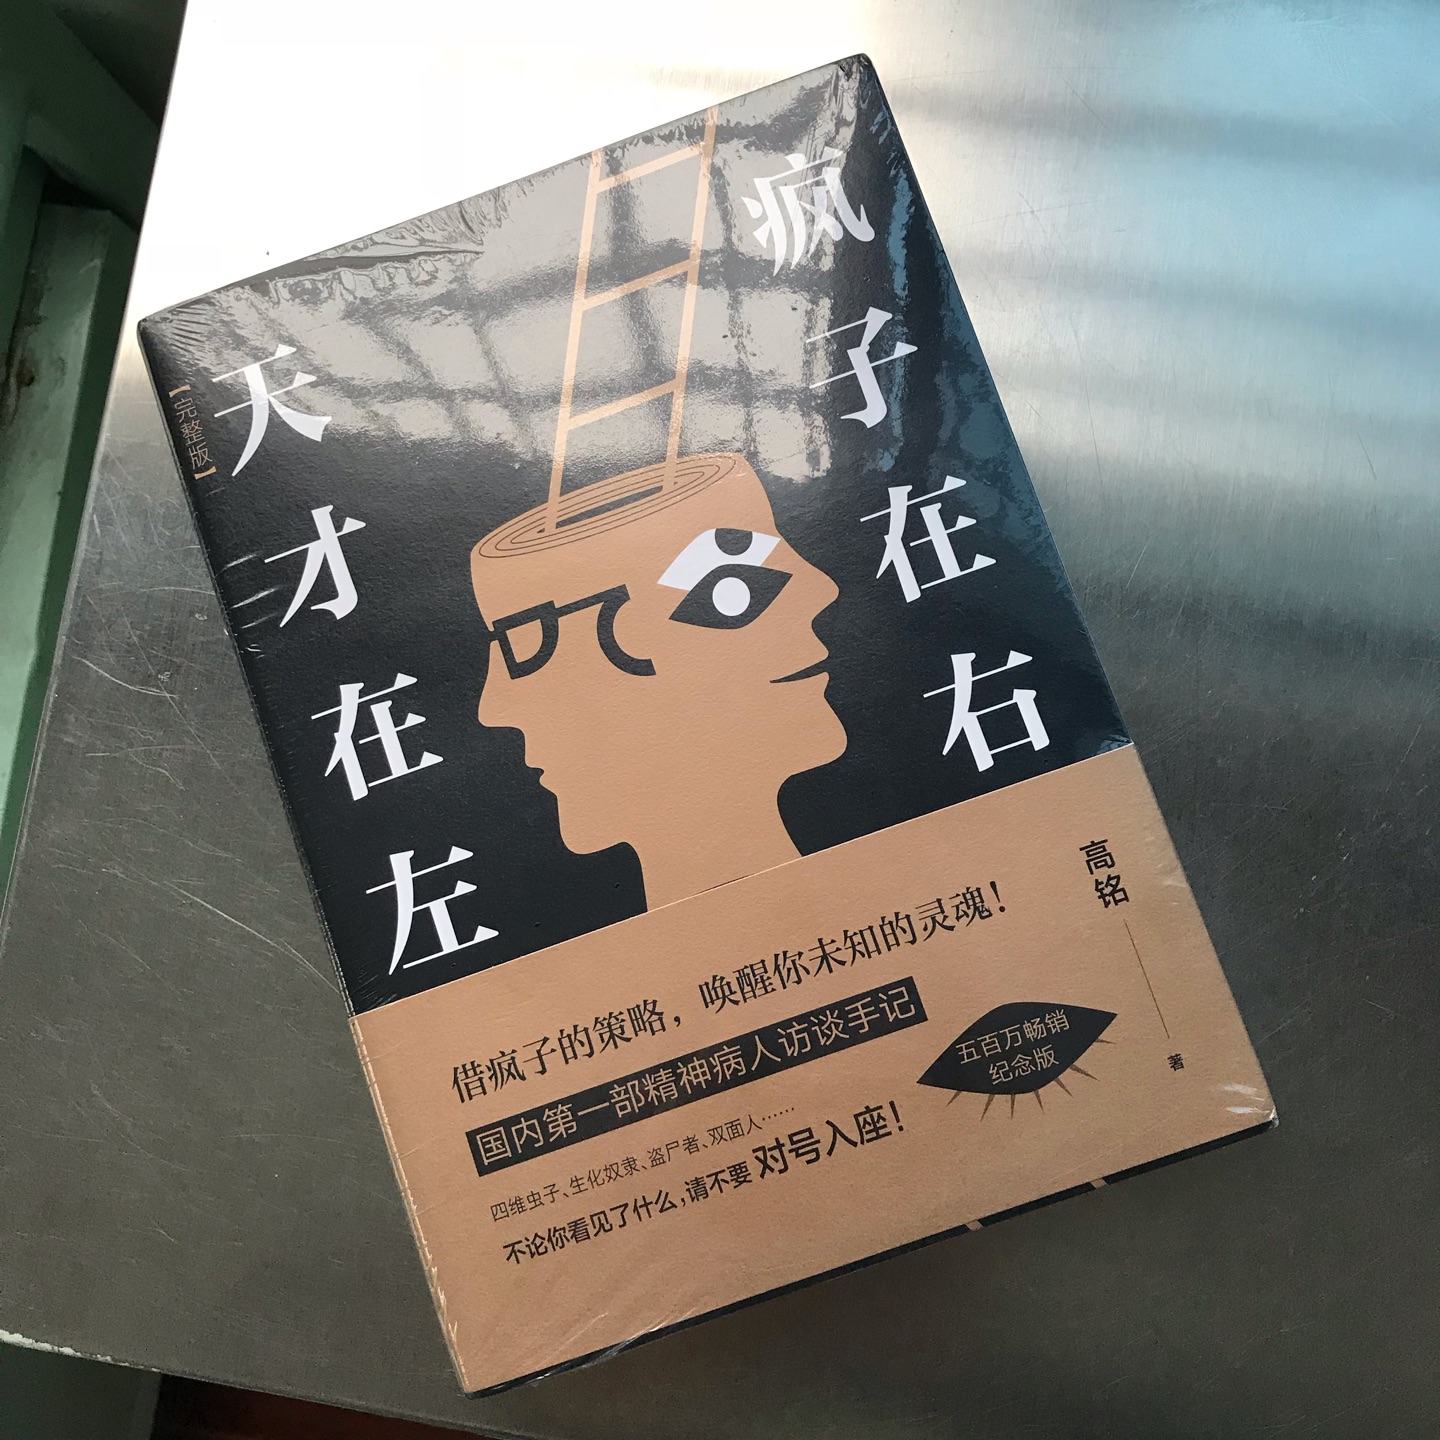 天才在左
【完整版】
疯子在右
高铭
著
借疯子的策略，唤醒你未知的灵魂！
国内第一部精神病人访谈手记
四维虫子、生化奴隶、盗尸者、双面人……
不论你看见了什么，请不要 对号入座！
五百万畅销
纪念版